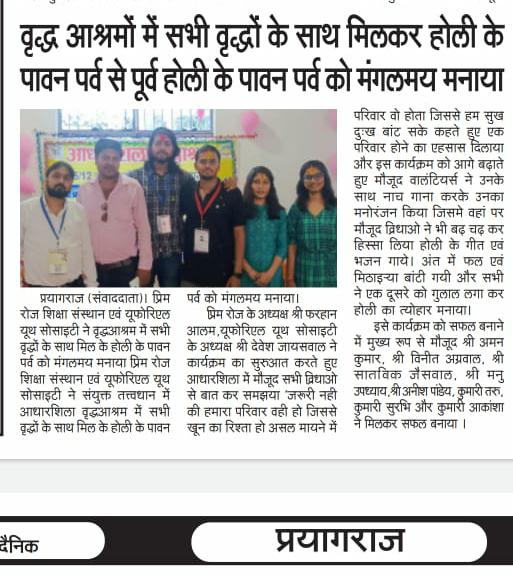 वृद्ध आश्रमों में सभी वृद्धों के साथ मिलकर होली के
पावन पर्व से पूर्व होली के पावन पर्व को मंगलमय मनाया
प्रयागराज (संवाददाता)। प्रिम
रोज शिक्षा संस्थान एवं यूफोरिएल
यूथ सोसाइटी ने वृद्धआश्रम में सभी
वृद्धों के साथ मिल के होली के पावन
पर्व को मंगलमय मनाया प्रिम रोज
शिक्षा संस्थान एवं यूफोरिएल यूथ
सोसाइटी ने संयुक्त तत्त्वधान में
आधारशिला वृद्धआश्रम में सभी
वृद्धों के साथ मिल के होली के पावन
पर्व को मंगलमय मनाया।
प्रिम रोज के अध्यक्ष श्री फरहान
आलम,यूफोरिएल यूथ सोसाइटी
के अध्यक्ष श्री देवेश जायसवाल ने
कार्यक्रम का सुरुआत करते हुए
आधारशिला में मौजूद सभी व्रिधाओ
से बात कर समझया 'जरूरी नही
की हमारा परिवार वही हो जिससे
खून का रिश्ता हो असल मायने में
परिवार वो होता जिससे हम सुख
दुःख बांट सके कहते हुए एक
परिवार होने का एहसास दिलाया
और इस कार्यक्रम को आगे बढ़ाते
हुए मौजूद वालंटियर्स ने उनके
साथ नाच गाना करके उनका
मनोरंजन किया जिसमे वहां पर
मौजूद व्रिधाओ ने भी बढ़ चढ़ कर
हिस्सा लिया होली के गीत एवं
भजन गाये। अंत में फल एवं
मिठाइऱ्या बांटी गयी और सभी
ने एक दूसरे को गुलाल लगा कर
होली का त्योहार मनाया।
इसे कार्यक्रम को सफल बनाने
में मुख्य रूप से मौजूद श्री अमन
कुमार, श्री विनीत अग्रवाल, श्री
सातविक जैसवाल, श्री मनु
उपध्याय,श्री अनीश पांडेय, कुमारी तरु,
कुमारी सुरभि और कुमारी आकांशा
ने मिलकर सफल बनाया ।
दैनिक
प्रयागराज